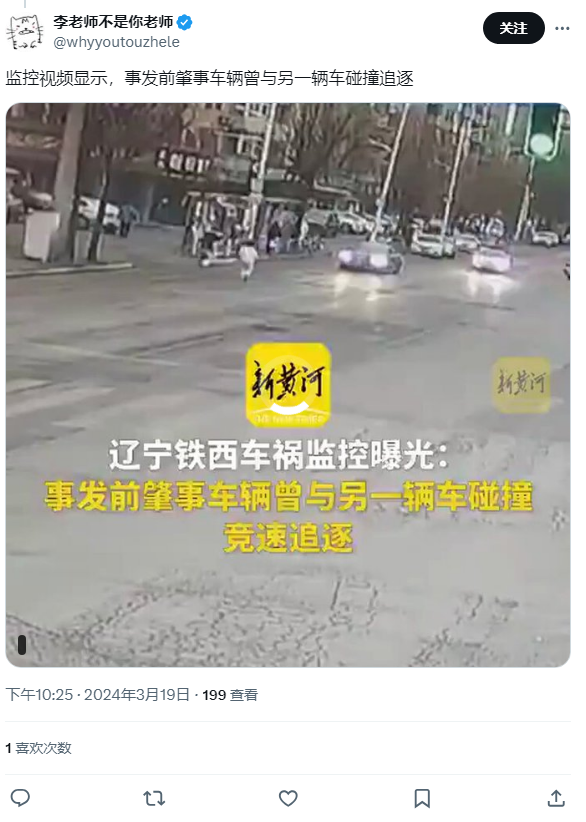 李老师不是你老师
@whyyoutouzhele
关注
监控视频显示，事发前肇事车辆曾与另一辆车碰撞追逐
新黄河
新黄河
辽宁铁西车祸监控曝光：
事发前肇事车辆曾与另一辆车碰撞
竞速追逐
下午10:25 · 2024年3月19日 · 199 查看
1 喜欢次数